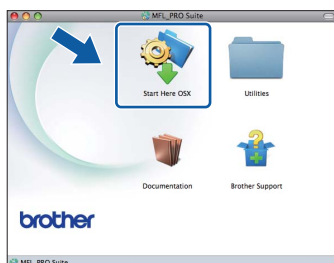 MFL_PRO Suite
Start Here OSX
Utilities
Documentation
Brother Support
brother
MFL_PRO Suite